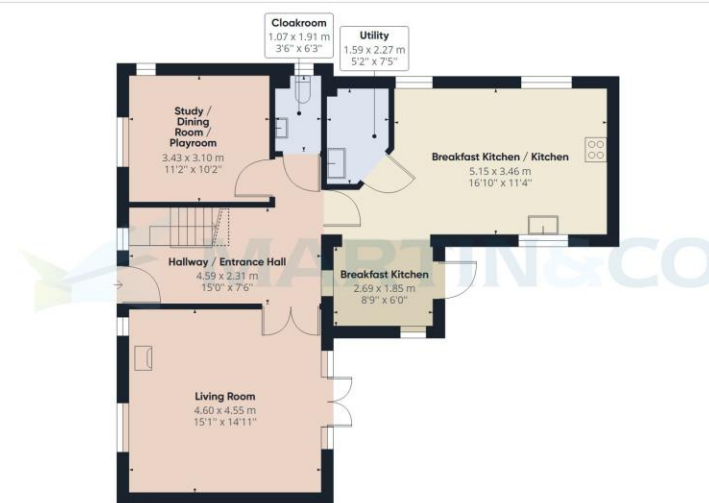 Cloakroom
1.07 x 1.91 m
3'6" x 6'3"
Utility
1.59 x 2.27 m
5'2" x 7'5"
Study /
Dining
Room /
Playroom
3.43 x 3.10 m
11'2" x 10'2"
Breakfast Kitchen / Kitchen
5.15 x 3.46 m
16'10" x 11'4"
Hallway / Entrance Hall
4.59 x 2.31 m
15'0" x 7'6"
MARTIN&CO
Breakfast Kitchen
2.69 x 1.85 m
8'9" x 6'0"
Living Room
4.60 x 4.55 m
15'1" x 14'11"